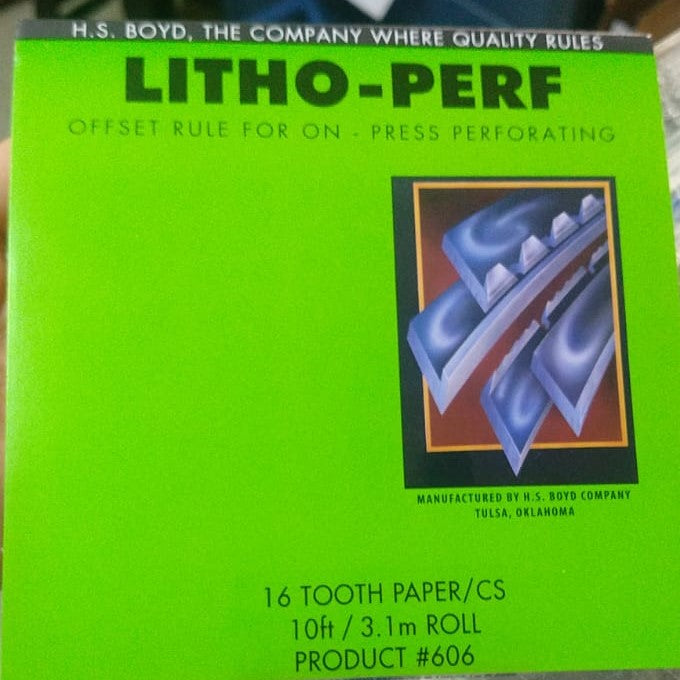 H.S. BOYD, THE COMPANY WHERE QUALITY RULES
LITHO-PERF
OFFSET RULE FOR ON - PRESS PERFORATING
MANUFACTURED BY H.S. BOYD COMPANY
TULSA, OKLAHOMA
16 TOOTH PAPER/CS
10ft / 3.1m ROLL
PRODUCT #606